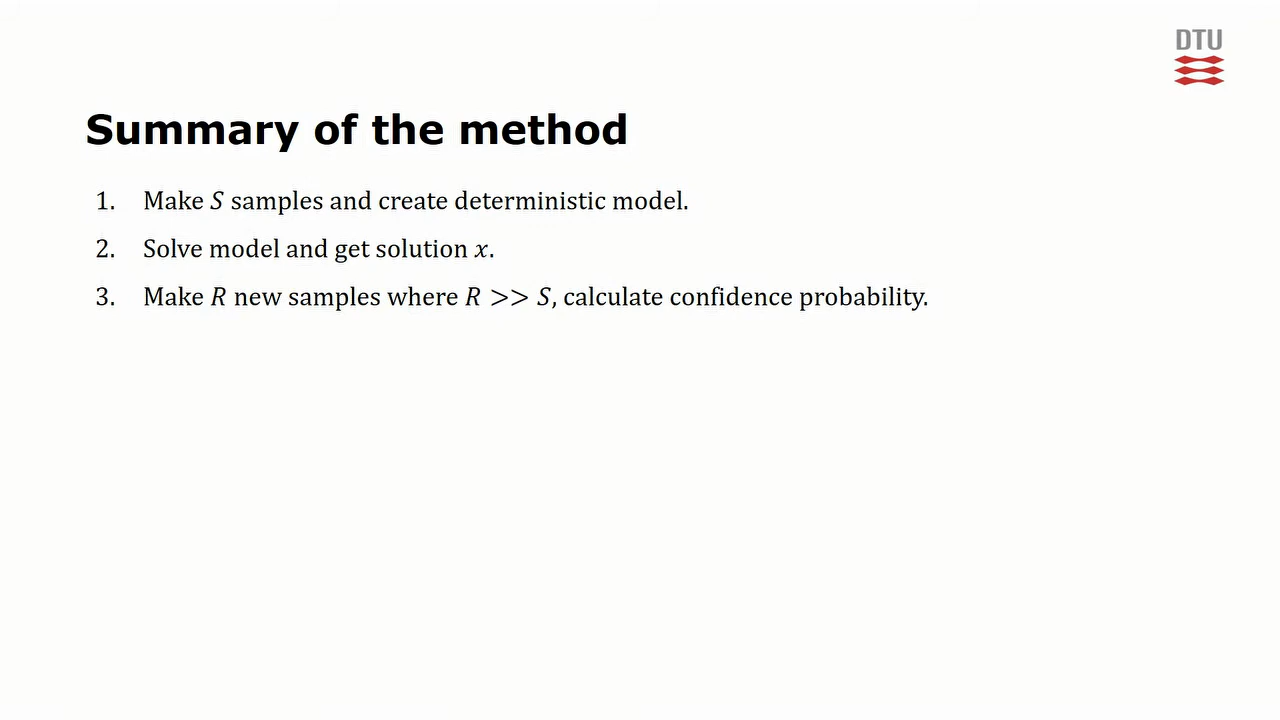 DTU
Summary of the method
1. Make S samples and create deterministic model.
2. Solve model and get solution x.
3. Make R new samples where R >> S, calculate confidence probability.